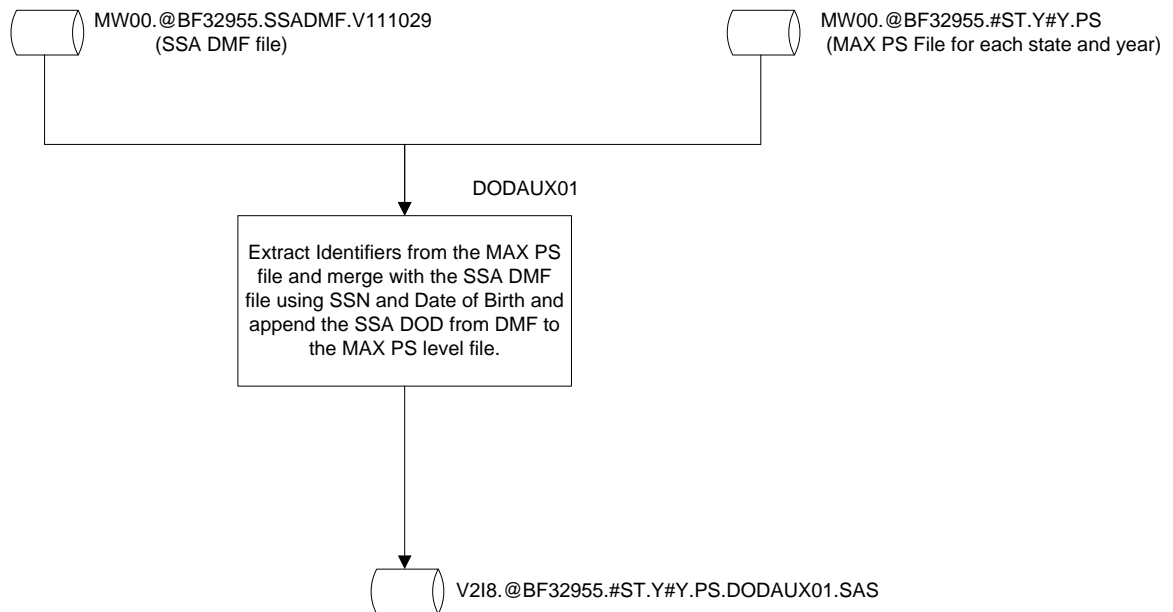 MW00.@BF32955.SSADMF.V111029
(SSA DMF file)
MW00.@BF32955.#ST.Y#Y.PS
(MAX PS File for each state and year)
DODAUX01
Extract Identifiers from the MAX PS
file and merge with the SSA DMF
file using SSN and Date of Birth and
append the SSA DOD from DMF to
the MAX PS level file.
V2I8.@BF32955.#ST.Y#Y.PS.DODAUX01.SAS